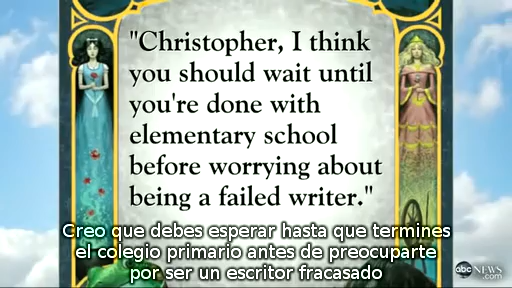 "Christopher, I think
you should wait until
you're done with
elementary school
before worrying about
being a failed writer."
Creo que debes esperar hasta que termines
el colegio primario antes de preocuparte
por ser un escritor fracasado
abc NEWS
.com